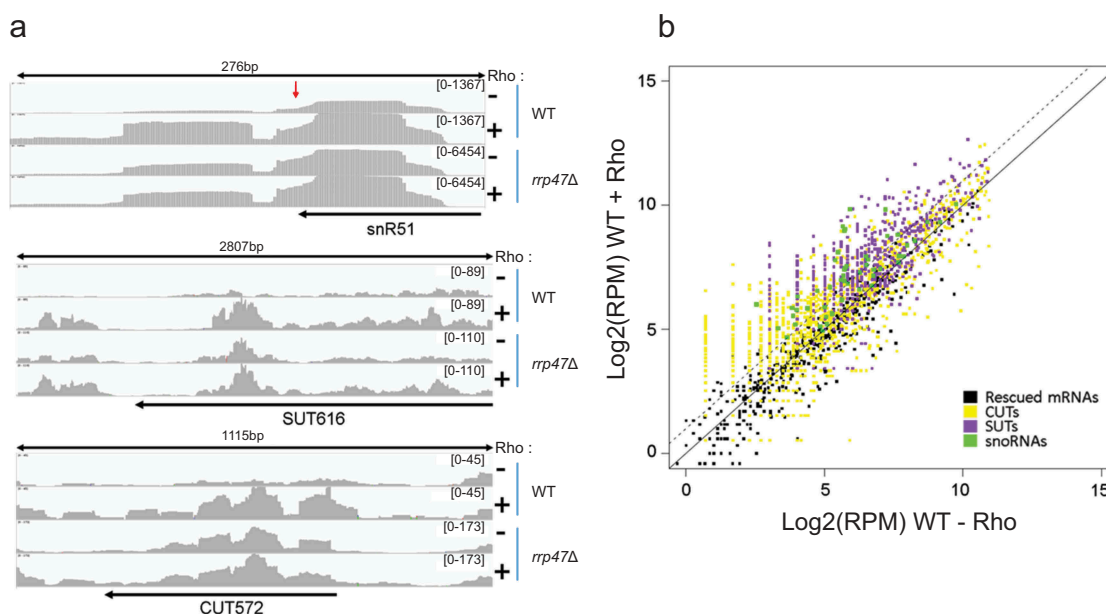 a
276bp
Rho :
[0-1367]
-
WT
[0-1367]
+
[0-6454]
-
rrp47Δ
[0-6454]
+
snR51
2807bp
Rho :
[0-89]
-
WT
[0-89]
+
[0-110]
-
rrp47Δ
[0-110]
+
SUT616
1115bp
Rho :
[0-45]
-
WT
[0-45]
+
[0-173]
-
rrp47Δ
[0-173]
+
CUT572
b
Log2(RPM) WT + Rho
15
10
5
0
Rescued mRNAs
CUTs
SUTs
snoRNAs
0 5 10 15
Log2(RPM) WT - Rho